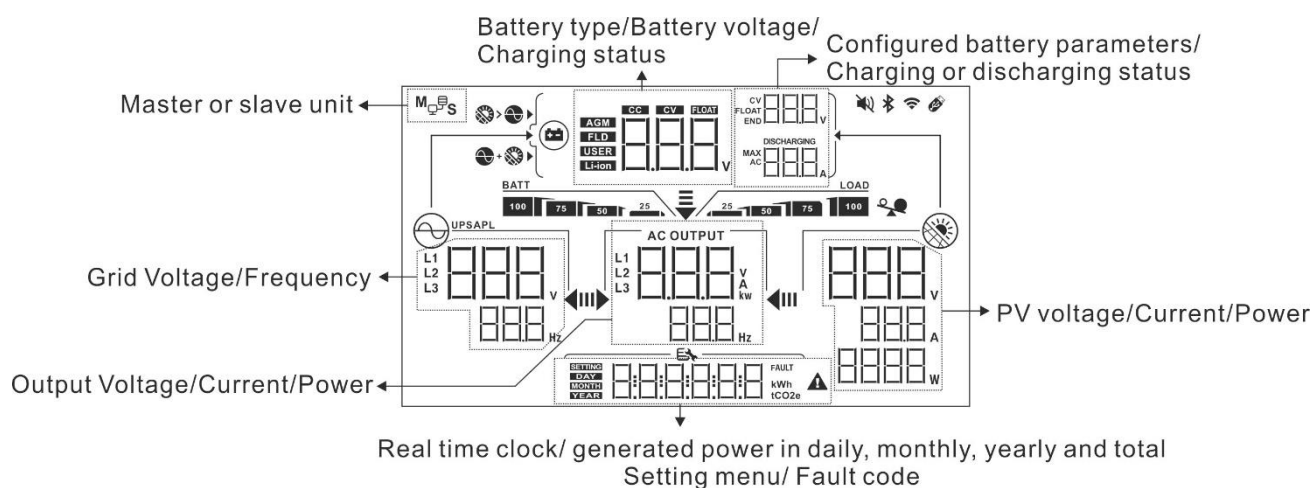 Battery type/Battery voltage/
Charging status
Configured battery parameters/
Charging or discharging status
Master or slave unit
M S
CC CV FLOAT
AGM
FLD
USER
Li-ion
V
CV
FLOAT
END
V
DISCHARGING
MAX
AC
A
BATT
LOAD
100 75 50 25
25 50 75 100
UPSAPL
AC OUTPUT
L1
L2
L3
V
Hz
L1
L2
L3
V
A
kw
Hz
V
A
W
Grid Voltage/Frequency
PV voltage/Current/Power
Output Voltage/Current/Power
SETTING
DAY
MONTH
YEAR
FAULT
kWh
tCO2e
Real time clock/ generated power in daily, monthly, yearly and total
Setting menu/ Fault code